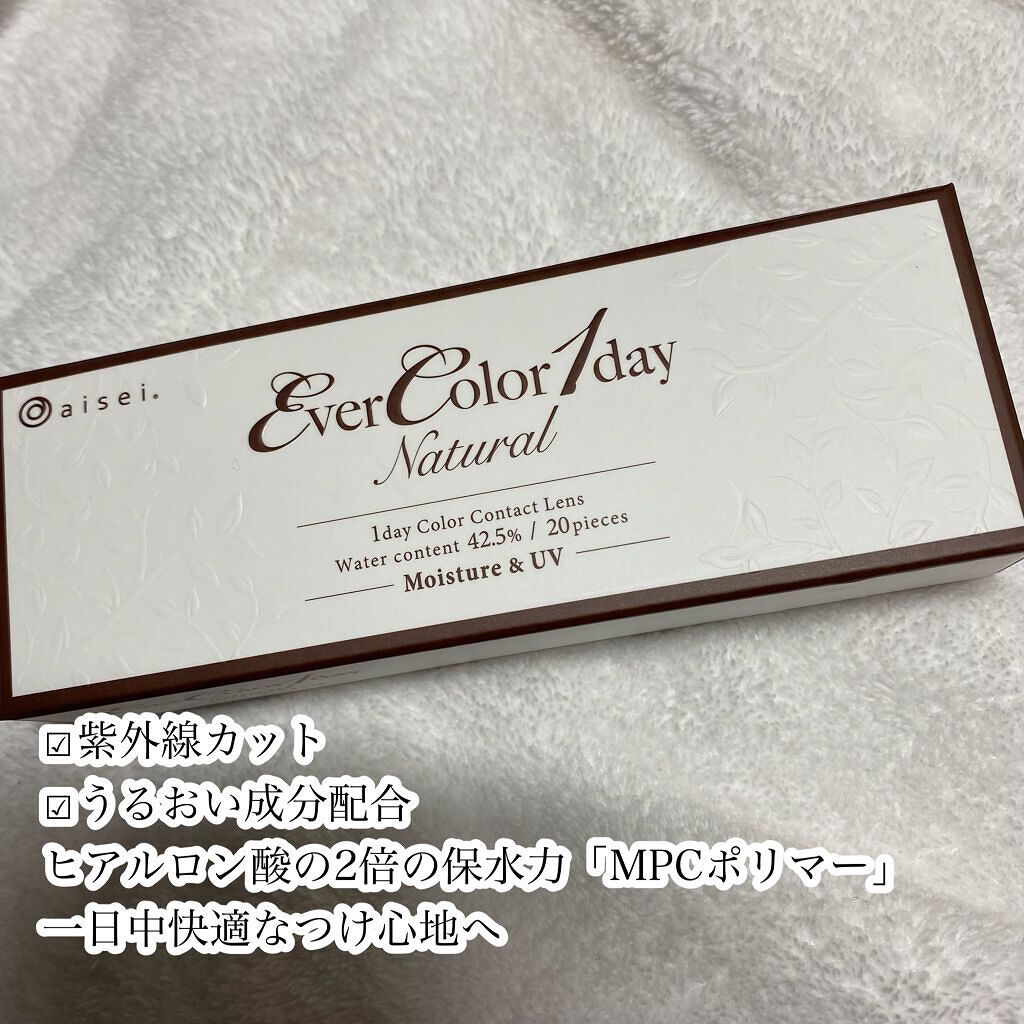 aisei.
EverColor1day
Natural
1day Color Contact Lens
Water content 42.5% / 20pieces
Moisture & UV
☑紫外線カット
☑うるおい成分配合
ヒアルロン酸の2倍の保水力「MPCポリマー」
一日中快適なつけ心地へ